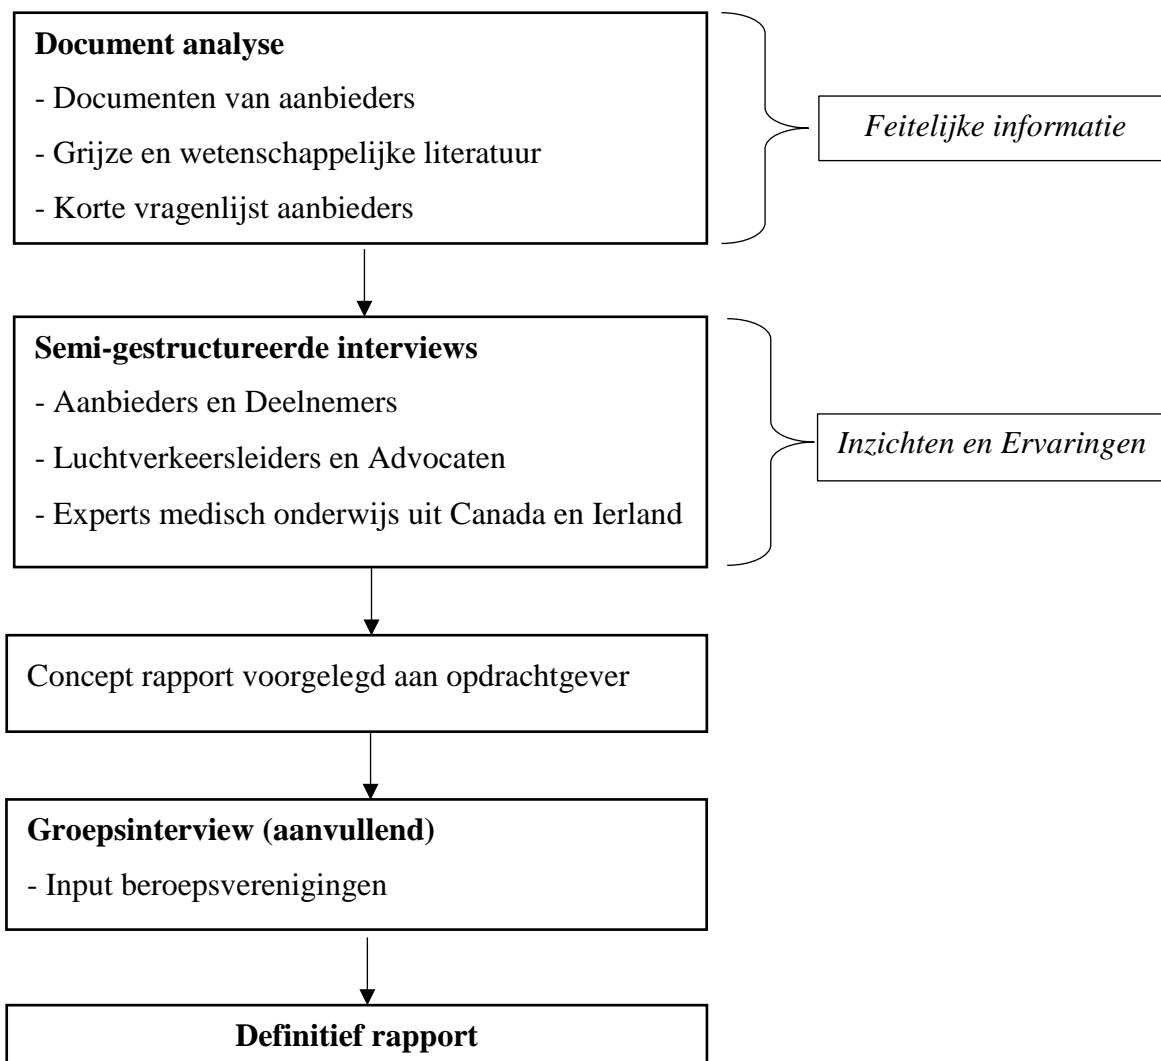 Document analyse
- Documenten van aanbieders
- Grijze en wetenschappelijke literatuur
- Korte vragenlijst aanbieders
Feitelijke informatie
Semi-gestructureerde interviews
- Aanbieders en Deelnemers
- Luchtverkeersleiders en Advocaten
- Experts medisch onderwijs uit Canada en Ierland
Inzichten en Ervaringen
Concept rapport voorgelegd aan opdrachtgever
Groepsinterview (aanvullend)
- Input beroepsverenigingen
Definitief rapport